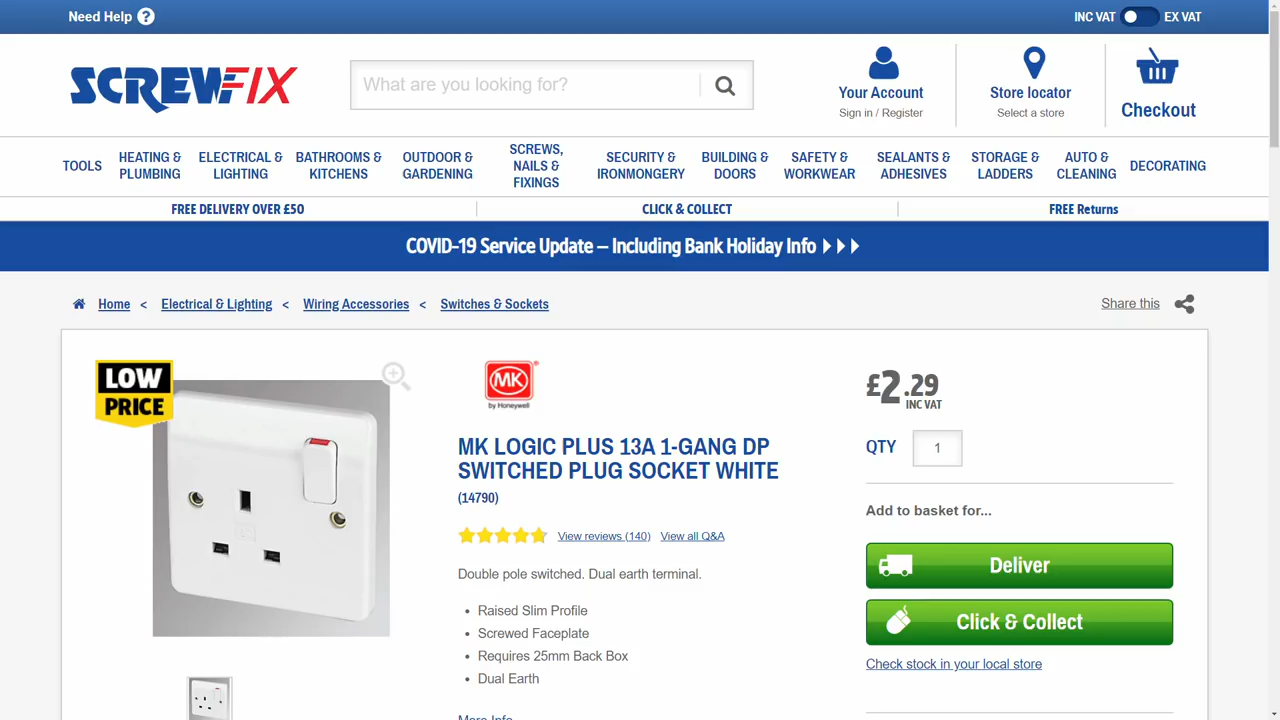 Need Help ?
INC VAT EX VAT
SCREWFIX
What are you looking for?
Your Account
Sign in / Register
Store locator
Select a store
Checkout
TOOLS
HEATING &
PLUMBING
ELECTRICAL &
LIGHTING
BATHROOMS &
KITCHENS
OUTDOOR &
GARDENING
SCREWS,
NAILS &
FIXINGS
SECURITY &
IRONMONGERY
BUILDING &
DOORS
SAFETY &
WORKWEAR
SEALANTS &
ADHESIVES
STORAGE &
LADDERS
AUTO &
CLEANING
DECORATING
FREE DELIVERY OVER £50
CLICK & COLLECT
FREE Returns
COVID-19 Service Update – Including Bank Holiday Info
Home < Electrical & Lighting < Wiring Accessories < Switches & Sockets
Share this
LOW
PRICE
MK
by Honeywell
MK LOGIC PLUS 13A 1-GANG DP
SWITCHED PLUG SOCKET WHITE
(14790)
View reviews (140) View all Q&A
Double pole switched. Dual earth terminal.
• Raised Slim Profile
• Screwed Faceplate
• Requires 25mm Back Box
• Dual Earth
More Info
£2.29
INC VAT
QTY 1
Add to basket for...
Deliver
Click & Collect
Check stock in your local store